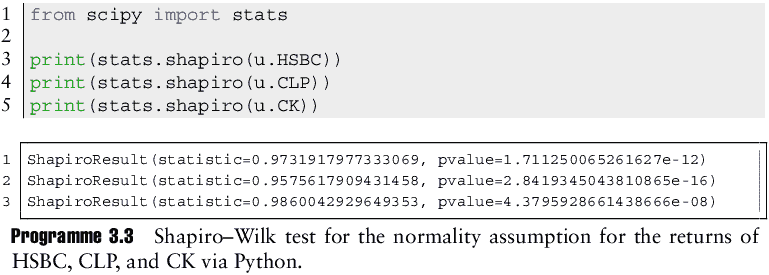 1 from scipy import stats
2
3 print(stats.shapiro(u.HSBC))
4 print(stats.shapiro(u.CLP))
5 print(stats.shapiro(u.CK))
1 ShapiroResult(statistic=0.9731917977333069, pvalue=1.711250065261627e-12)
2 ShapiroResult(statistic=0.9575617909431458, pvalue=2.8419345043810865e-16)
3 ShapiroResult(statistic=0.9860042929649353, pvalue=4.3795928661438666e-08)
Programme 3.3 Shapiro–Wilk test for the normality assumption for the returns of
HSBC, CLP, and CK via Python.